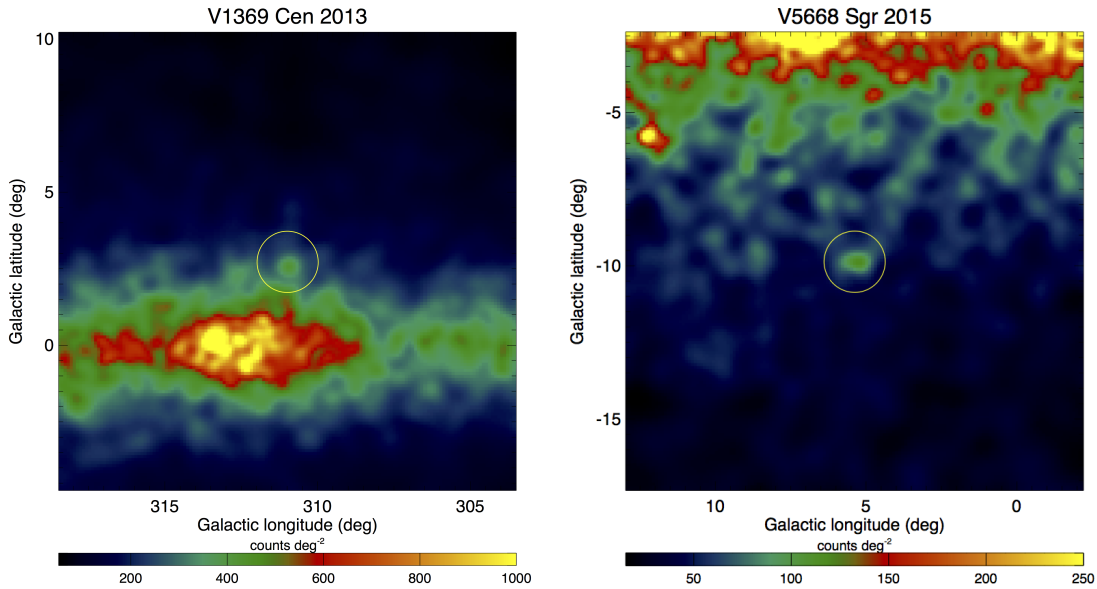 V1369 Cen 2013
10
5
0
Galactic latitude (deg)
315
310
305
Galactic longitude (deg)
counts deg-2
200
400
600
800
1000
V5668 Sgr 2015
-5
-10
-15
Galactic latitude (deg)
10
5
0
Galactic longitude (deg)
counts deg-2
50
100
150
200
250